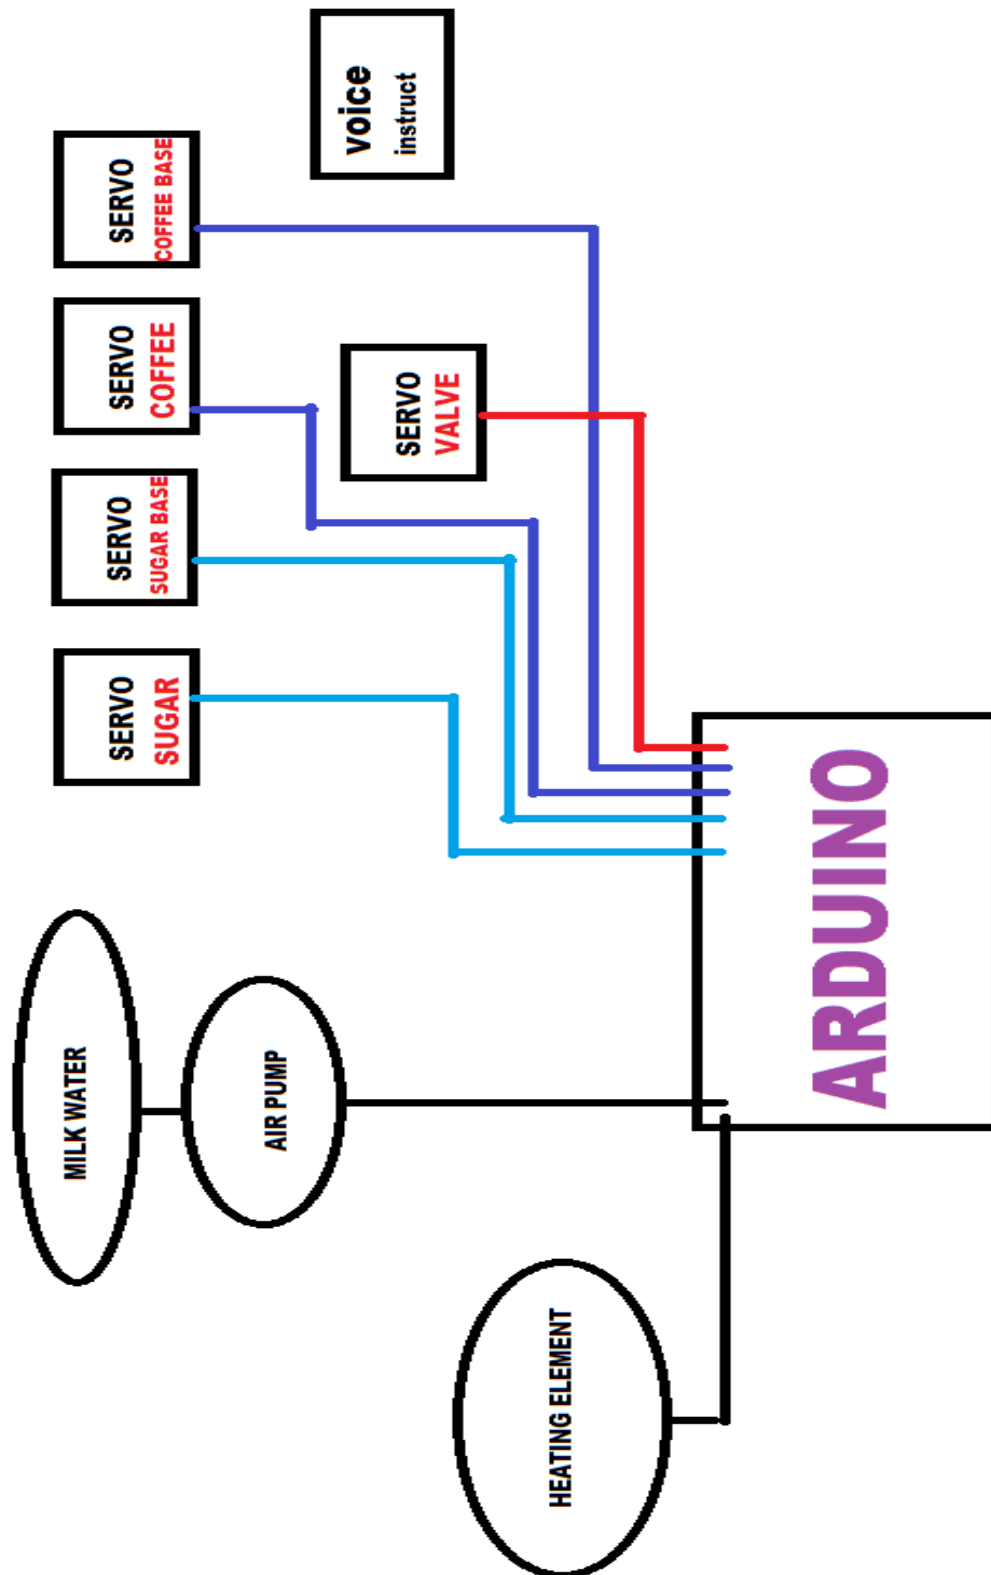 MILK WATER
SERVO
SUGAR
SERVO
SUGAR BASE
SERVO
COFFEE
SERVO
COFFEE BASE
AIR PUMP
voice
instruct
SERVO
VALVE
HEATING ELEMENT
ARDUINO